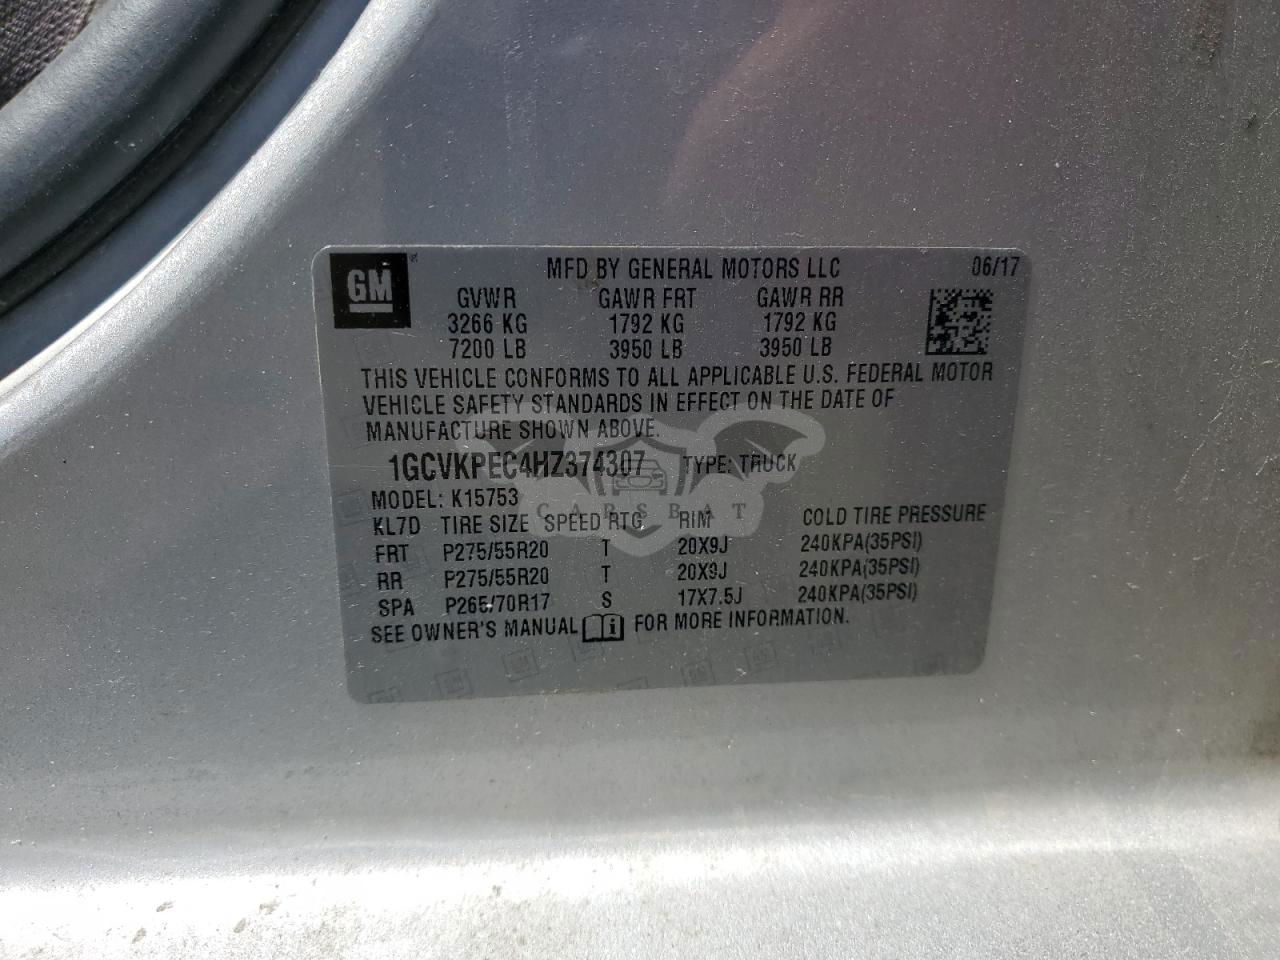 GM MFD BY GENERAL MOTORS LLC 06/17
GVWR GAWR FRT GAWR RR
3266 KG 1792 KG 1792 KG
7200 LB 3950 LB 3950 LB
THIS VEHICLE CONFORMS TO ALL APPLICABLE U.S. FEDERAL MOTOR
VEHICLE SAFETY STANDARDS IN EFFECT ON THE DATE OF
MANUFACTURE SHOWN ABOVE.
1GCVKPEC4HZ374307 TYPE: TRUCK
MODEL: K15753
CARSBAT
KL7D TIRE SIZE SPEED RTG RIM COLD TIRE PRESSURE
FRT P275/55R20 T 20X9J 240KPA(35PSI)
RR P275/55R20 T 20X9J 240KPA(35PSI)
SPA P265/70R17 S 17X7.5J 240KPA(35PSI)
SEE OWNER'S MANUAL i FOR MORE INFORMATION.